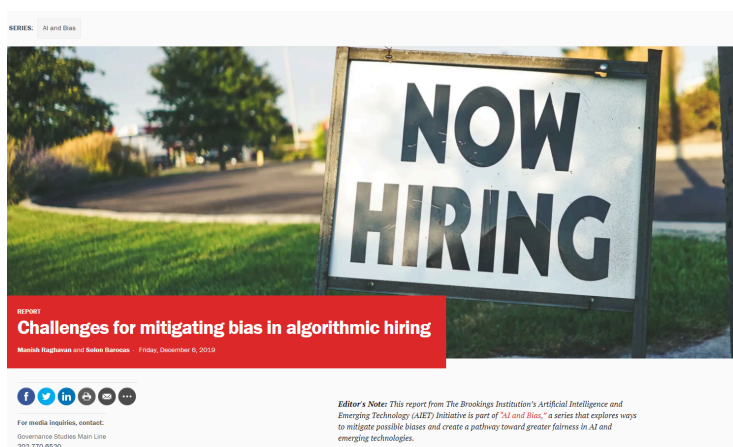 SERIES: AI and Bias
NOW
HIRING
REPORT
Challenges for mitigating bias in algorithmic hiring
Manish Raghavan and Solon Barocas · Friday, December 6, 2019
For media inquiries, contact:
Governance Studies Main Line
202.770.6520
Editor's Note: This report from The Brookings Institution's Artificial Intelligence and
Emerging Technology (AIET) Initiative is part of "AI and Bias," a series that explores ways
to mitigate possible biases and create a pathway toward greater fairness in AI and
emerging technologies.